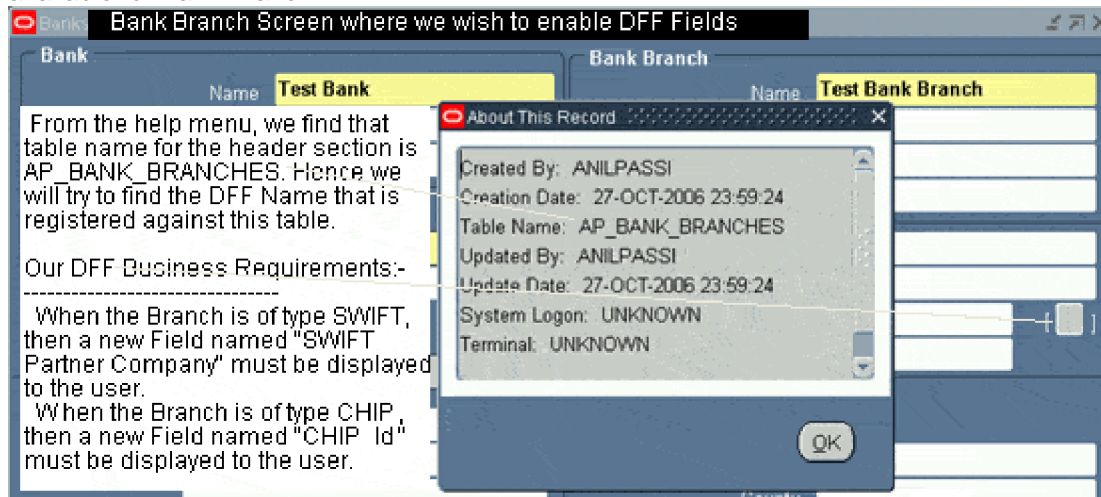 Banks
Bank Branch Screen where we wish to enable DFF Fields
Bank
Name Test Bank
Bank Branch
Name Test Bank Branch
From the help menu, we find that
table name for the header section is
AP_BANK_BRANCHES. Hence we
will try to find the DFF Name that is
registered against this table.
Our DFF Business Requirements:-
------------------------------
When the Branch is of type SWIFT,
then a new Field named "SWIFT
Partner Company" must be displayed
to the user.
When the Branch is of type CHIP,
then a new Field named "CHIP Id"
must be displayed to the user.
About This Record
Created By: ANILPASSI
Creation Date: 27-OCT-2006 23:59:24
Table Name: AP_BANK_BRANCHES
Updated By: ANILPASSI
Update Date: 27-OCT-2006 23:59:24
System Logon: UNKNOWN
Terminal: UNKNOWN
OK
[ ]